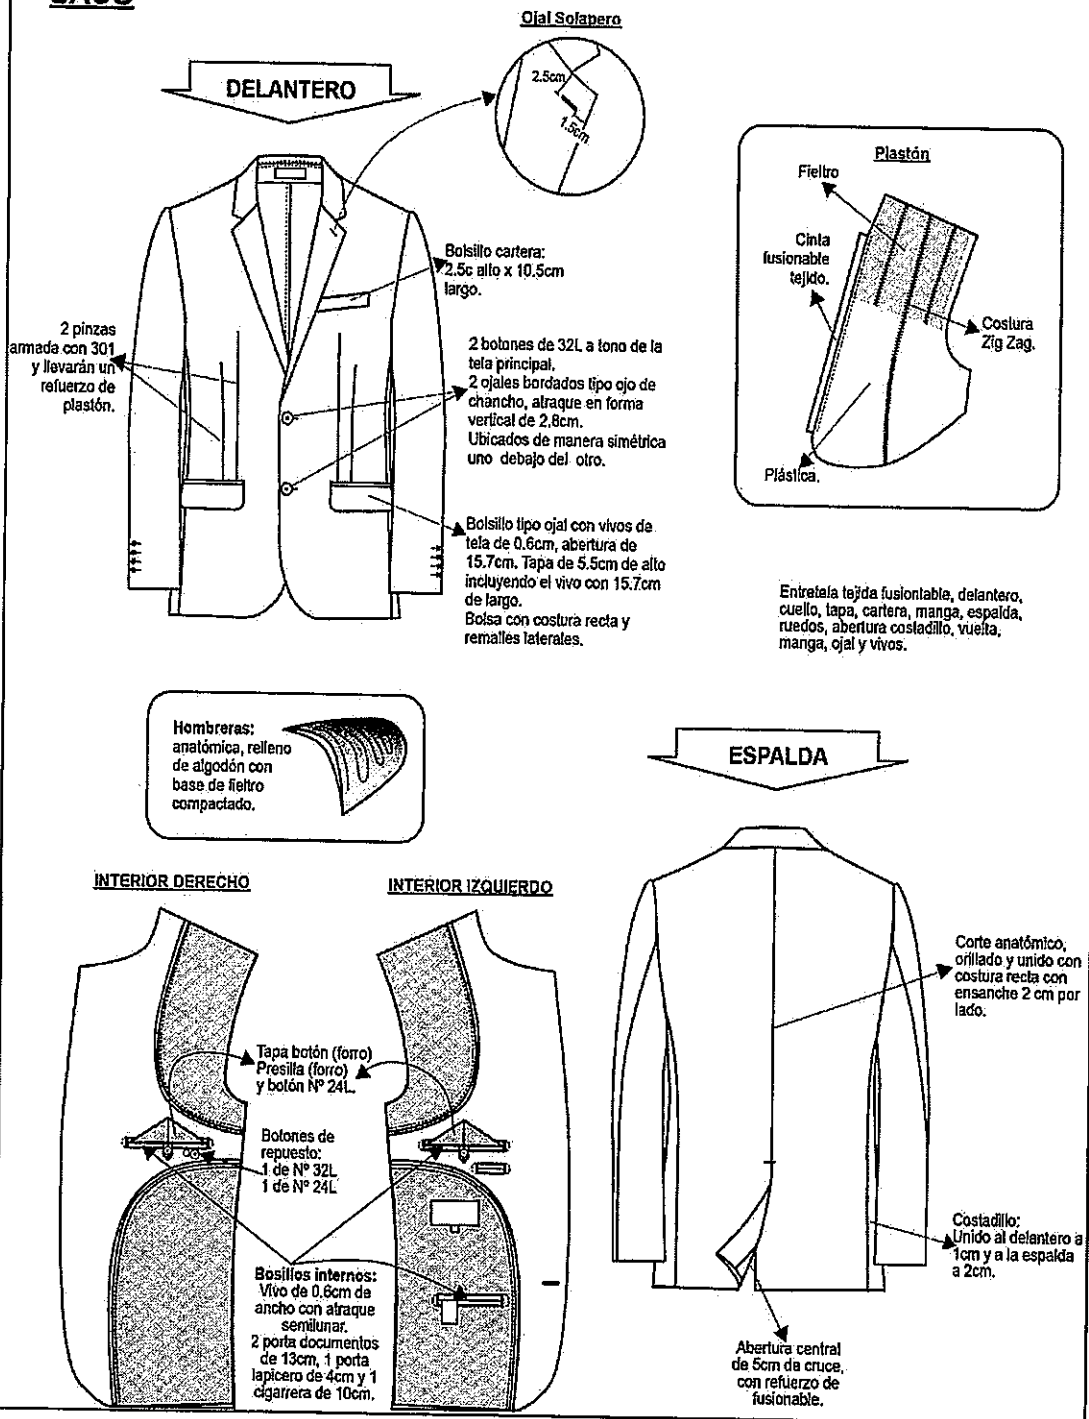 Ojal Solapero
DELANTERO
2.5cm
1.5cm
Plastón
Fieltro
Cinta
fusionable
tejido.
Costura
Zig Zag.
Plástica.
Bolsillo cartera:
2.5c alto x 10.5cm
largo.
2 pinzas
armada con 301
y llevarán un
refuerzo de
plastón.
2 botones de 32L a tono de la
tela principal.
2 ojales bordados tipo ojo de
chancho, atraque en forma
vertical de 2,8cm.
Ubicados de manera simétrica
uno debajo del otro.
Bolsillo tipo ojal con vivos de
tela de 0.6cm, abertura de
15.7cm. Tapa de 5.5cm de alto
incluyendo el vivo con 15.7cm
de largo.
Bolsa con costura recta y
remalles laterales.
Entretela tejida fusionable, delantero,
cuello, tapa, cartera, manga, espalda,
ruedos, abertura costadillo, vuelta,
manga, ojal y vivos.
Hombreras:
anatómica, relleno
de algodón con
base de fieltro
compactado.
ESPALDA
INTERIOR DERECHO
INTERIOR IZQUIERDO
Corte anatómico,
orillado y unido con
costura recta con
ensanche 2 cm por
lado.
Tapa botón (forro)
Presilla (forro)
y botón Nº 24L.
Botones de
repuesto:
1 de Nº 32L
1 de Nº 24L
Bosillos internos:
Vivo de 0.6cm de
ancho con atraque
semilunar.
2 porta documentos
de 13cm, 1 porta
lapicero de 4cm y 1
cigarrera de 10cm.
Costadillo:
Unido al delantero a
1cm y a la espalda
a 2cm.
Abertura central
de 5cm de cruce,
con refuerzo de
fusionable.